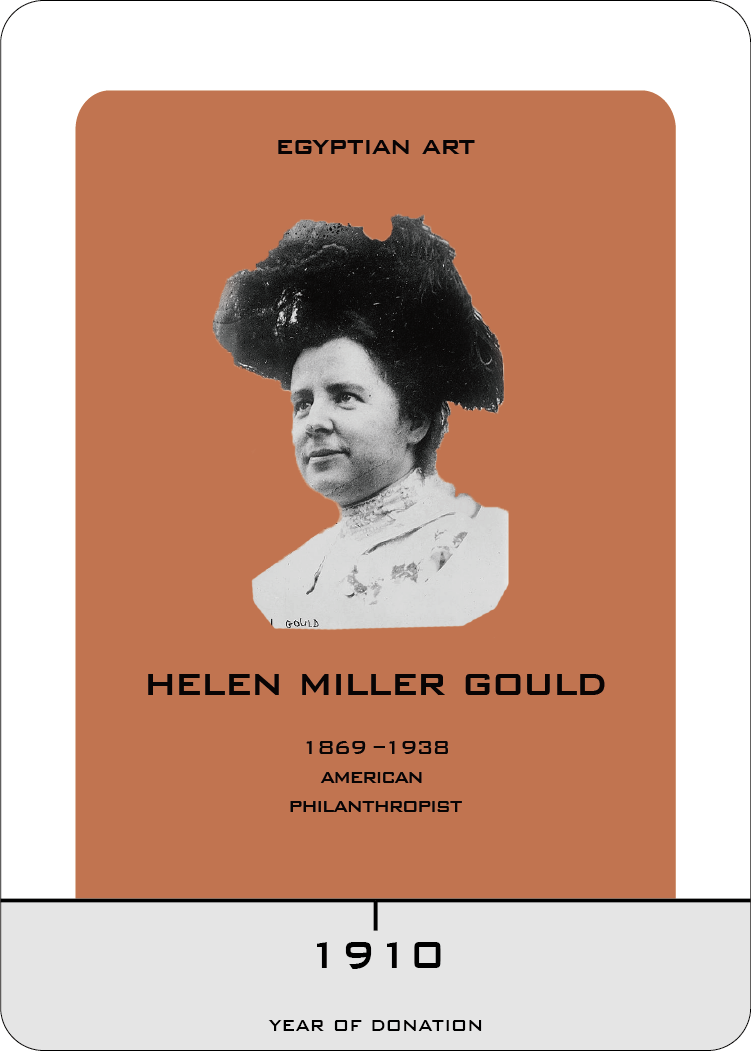 EGYPTIAN ART
GOULD
HELEN MILLER GOULD
1869 –1938
AMERICAN
PHILANTHROPIST
1910
YEAR OF DONATION